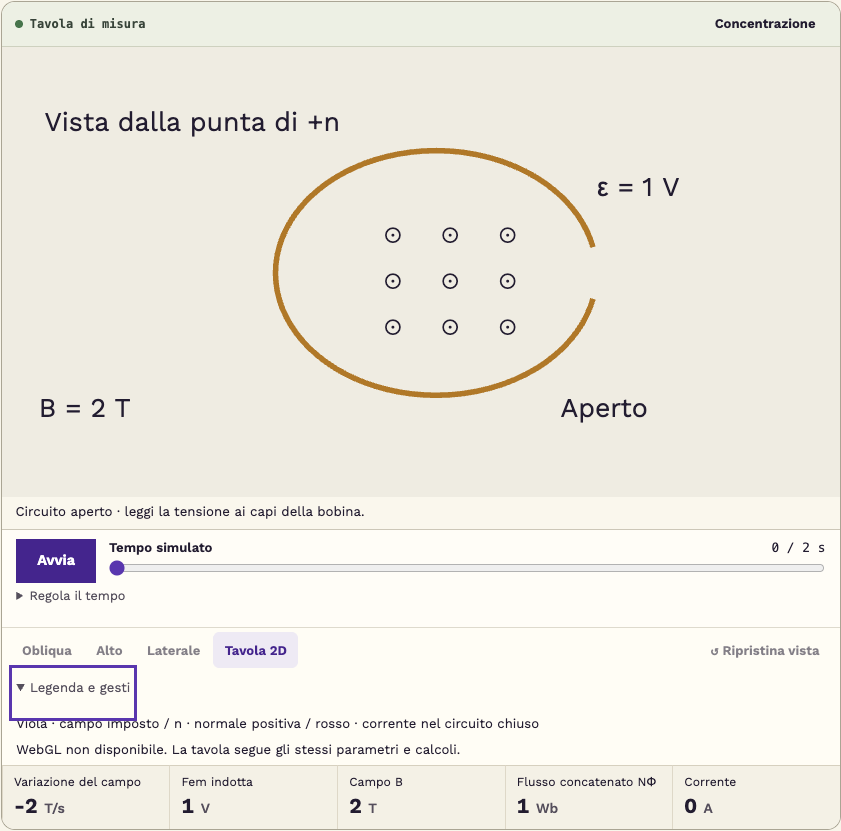 Tavola di misura
Concentrazione
Vista dalla punta di +n
ε = 1 V
B = 2 T
Aperto
Circuito aperto · leggi la tensione ai capi della bobina.
Avvia
Tempo simulato
0 / 2 s
▶ Regola il tempo
Obliqua Alto Laterale Tavola 2D
↺ Ripristina vista
▼ Legenda e gesti
Viola · campo imposto / n · normale positiva / rosso · corrente nel circuito chiuso
WebGL non disponibile. La tavola segue gli stessi parametri e calcoli.
Variazione del campo
-2 T/s
Fem indotta
1 V
Campo B
2 T
Flusso concatenato NΦ
1 Wb
Corrente
0 A